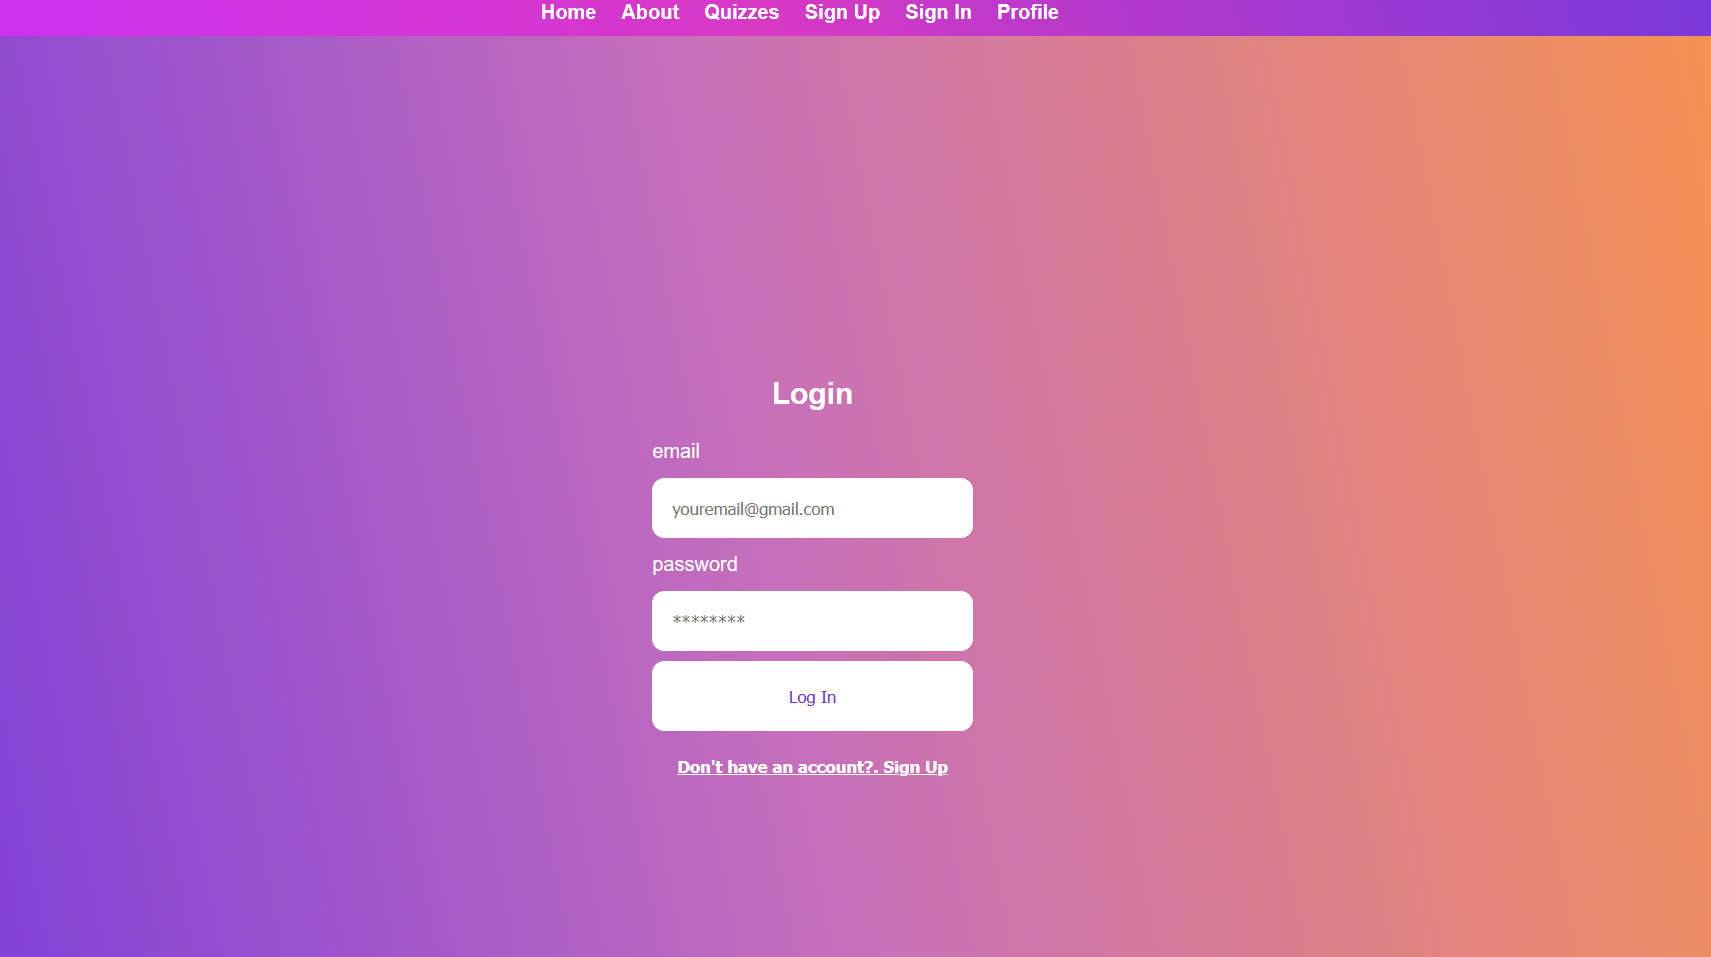 Home About Quizzes Sign Up Sign In Profile
Login
email
youremail@gmail.com
password
********
Log In
Don't have an account?. Sign Up